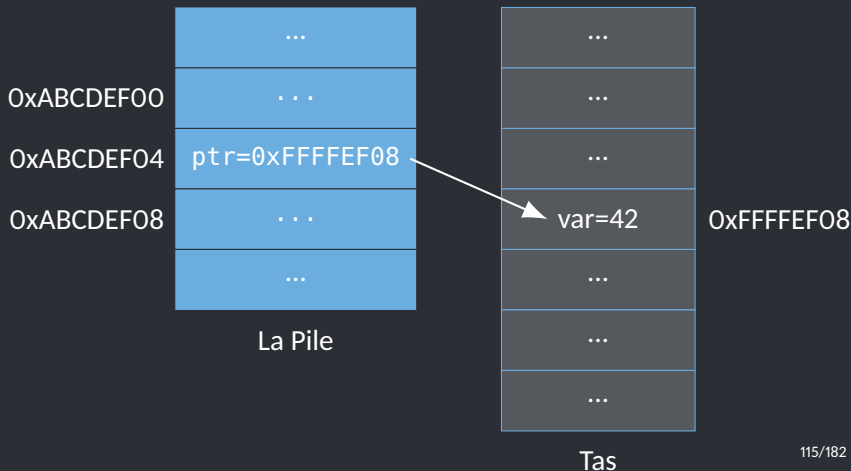 ...
0xABCDEF00
...
0xABCDEF04
ptr=0xFFFFEF08
0xABCDEF08
...
...
La Pile
...
...
...
var=42
0xFFFFEF08
...
...
...
Tas
115/182